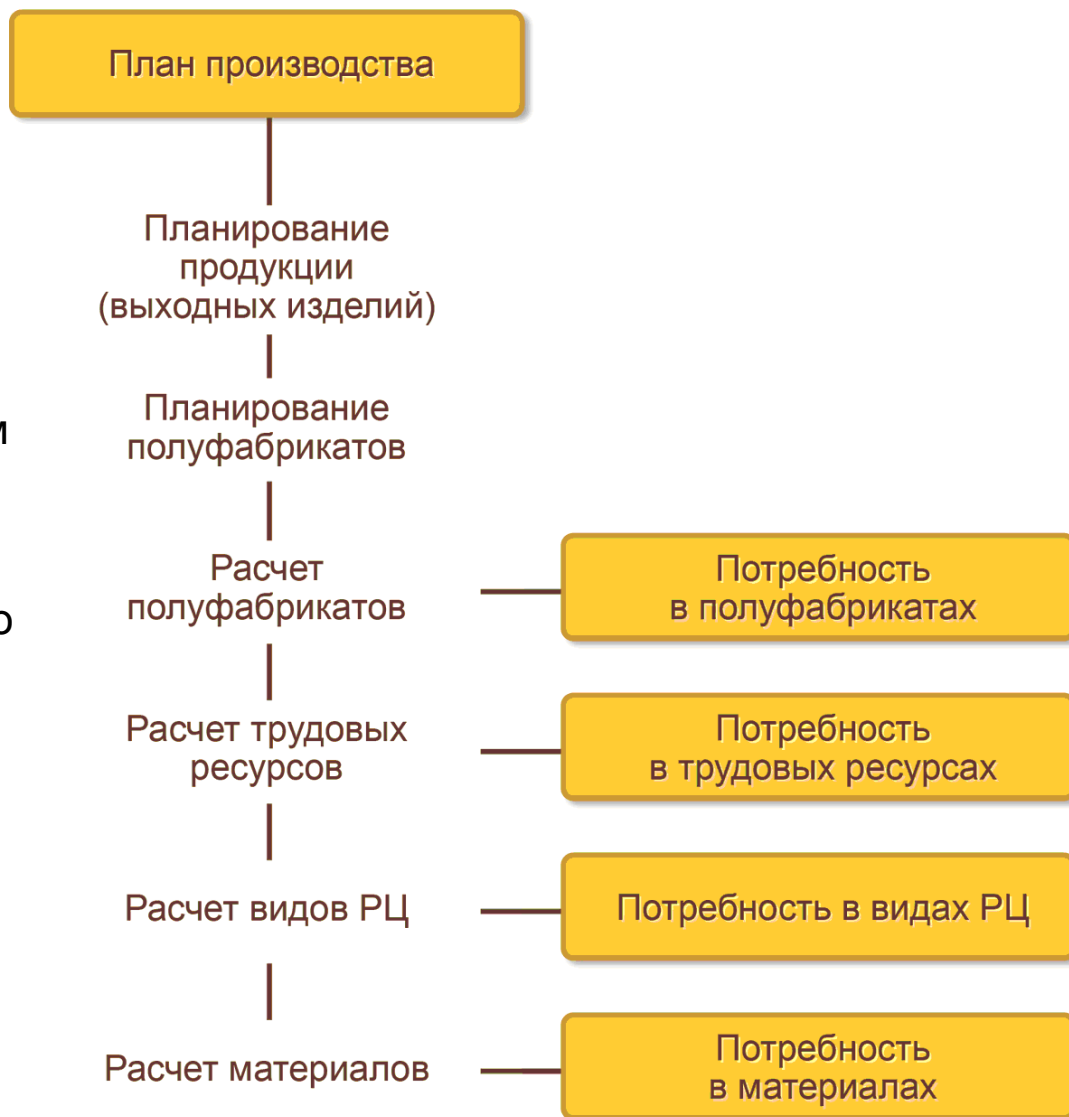 План производства
Планирование
продукции
(выходных изделий)
Планирование
полуфабрикатов
Расчет
полуфабрикатов
Потребность
в полуфабрикатах
Расчет трудовых
ресурсов
Потребность
в трудовых ресурсах
Расчет видов РЦ
Потребность в видах РЦ
Расчет материалов
Потребность
в материалах